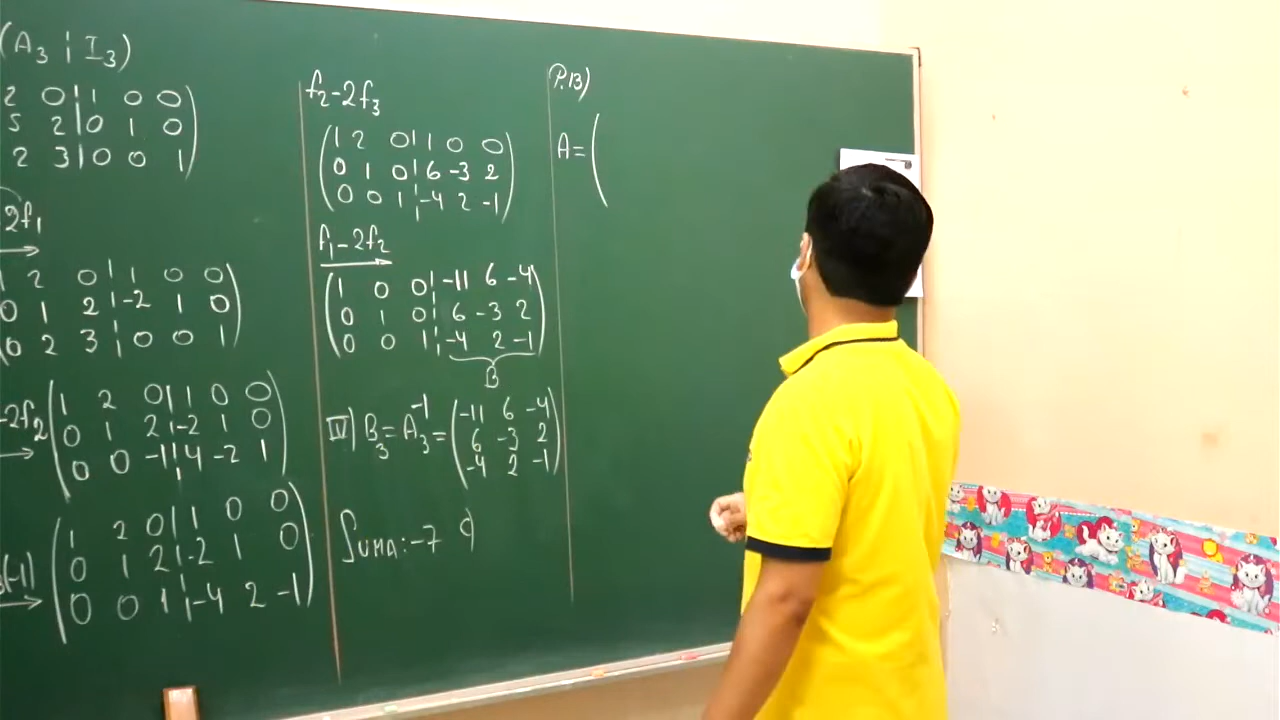 (A₃ ¦ I₃)
2 0 | 1 0 0
5 2 | 0 1 0
2 3 | 0 0 1
2f₁
1 2 0 ¦ 1 0 0
0 1 2 ¦ -2 1 0
0 2 3 ¦ 0 0 1
-2f₂
1 2 0 | 1 0 0
0 1 2 | -2 1 0
0 0 -1 ¦ 4 -2 1
(-1)
1 2 0 | 1 0 0
0 1 2 | -2 1 0
0 0 1 ¦ -4 2 -1
f₂-2f₃
1 2 0 ¦ 1 0 0
0 1 0 ¦ 6 -3 2
0 0 1 ¦ -4 2 -1
f₁-2f₂
1 0 0 ¦ -11 6 -4
0 1 0 ¦ 6 -3 2
0 0 1 ¦ -4 2 -1
B
IV) B₃ = A₃⁻¹ =
-11 6 -4
6 -3 2
-4 2 -1
Suma: -7
P.13)
A = (